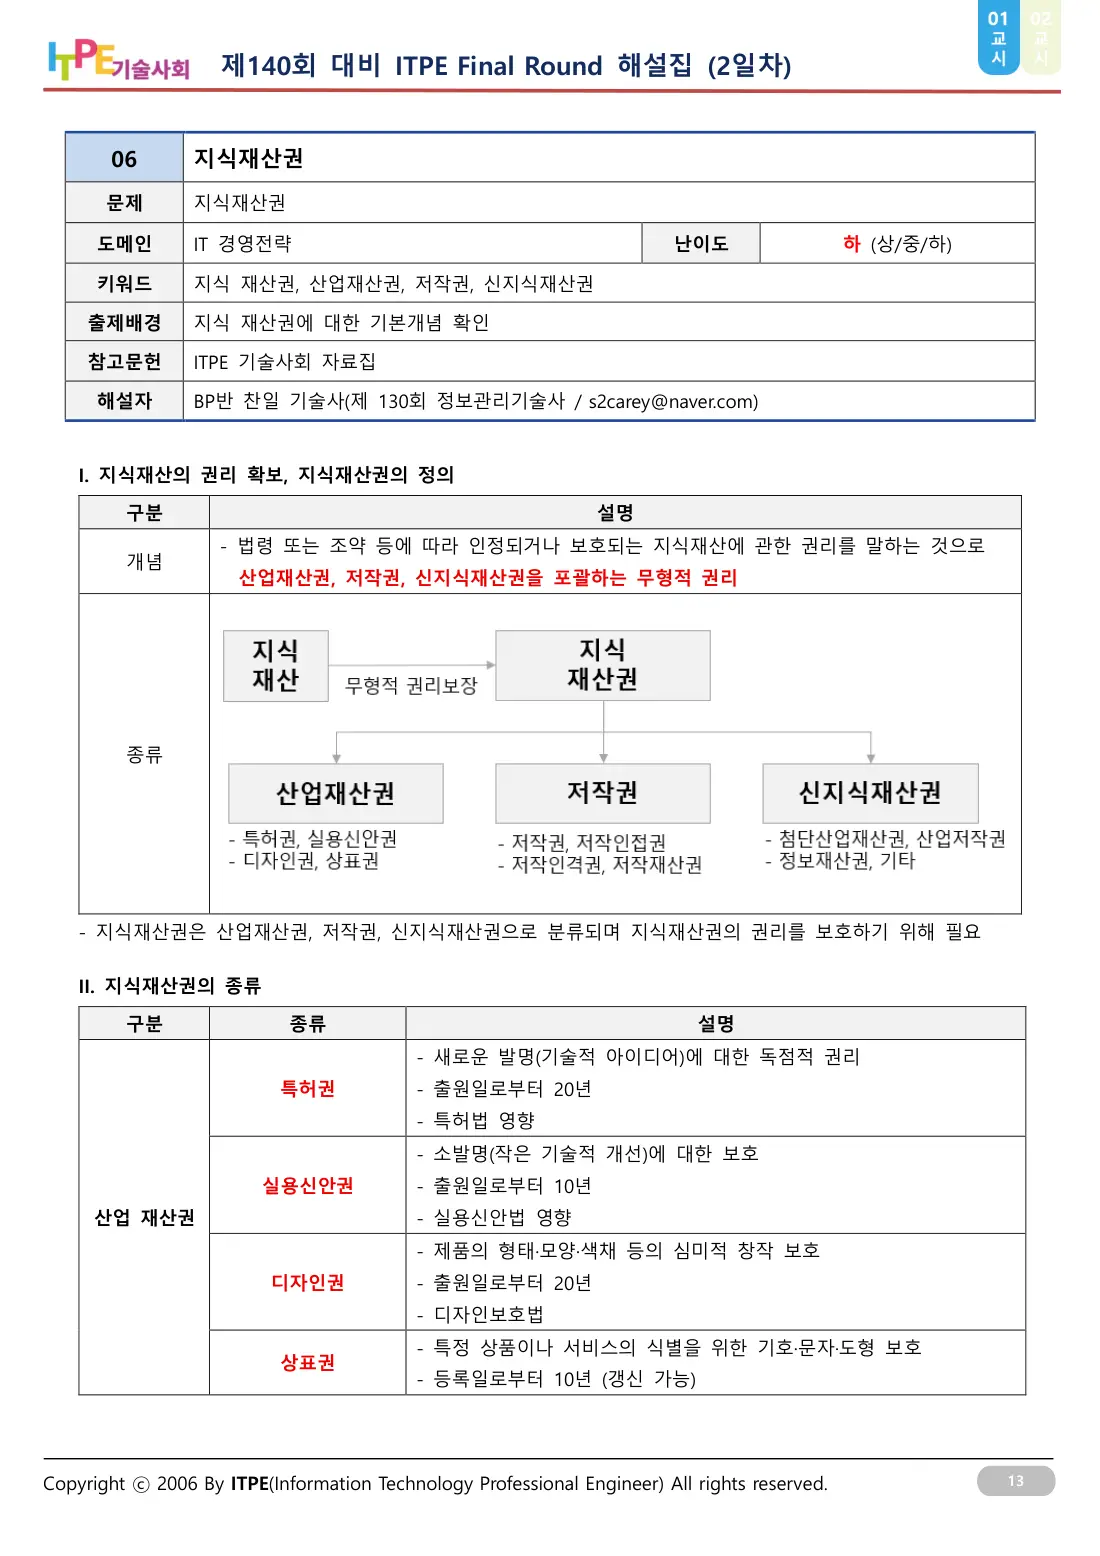 ITPE기술사회 제140회 대비 ITPE Final Round 해설집 (2일차)
01 교시
02 교시
06 지식재산권
문제 지식재산권
도메인 IT 경영전략 난이도 하 (상/중/하)
키워드 지식 재산권, 산업재산권, 저작권, 신지식재산권
출제배경 지식 재산권에 대한 기본개념 확인
참고문헌 ITPE 기술사회 자료집
해설자 BP반 찬일 기술사(제 130회 정보관리기술사 / s2carey@naver.com)
I. 지식재산의 권리 확보, 지식재산권의 정의
구분 설명
개념
- 법령 또는 조약 등에 따라 인정되거나 보호되는 지식재산에 관한 권리를 말하는 것으로
산업재산권, 저작권, 신지식재산권을 포괄하는 무형적 권리
종류
지식
재산
무형적 권리보장
지식
재산권
산업재산권
- 특허권, 실용신안권
- 디자인권, 상표권
저작권
- 저작권, 저작인접권
- 저작인격권, 저작재산권
신지식재산권
- 첨단산업재산권, 산업저작권
- 정보재산권, 기타
- 지식재산권은 산업재산권, 저작권, 신지식재산권으로 분류되며 지식재산권의 권리를 보호하기 위해 필요
II. 지식재산권의 종류
구분 종류 설명
산업 재산권
특허권
- 새로운 발명(기술적 아이디어)에 대한 독점적 권리
- 출원일로부터 20년
- 특허법 영향
실용신안권
- 소발명(작은 기술적 개선)에 대한 보호
- 출원일로부터 10년
- 실용신안법 영향
디자인권
- 제품의 형태·모양·색채 등의 심미적 창작 보호
- 출원일로부터 20년
- 디자인보호법
상표권
- 특정 상품이나 서비스의 식별을 위한 기호·문자·도형 보호
- 등록일로부터 10년 (갱신 가능)
Copyright ⓒ 2006 By ITPE(Information Technology Professional Engineer) All rights reserved.
13